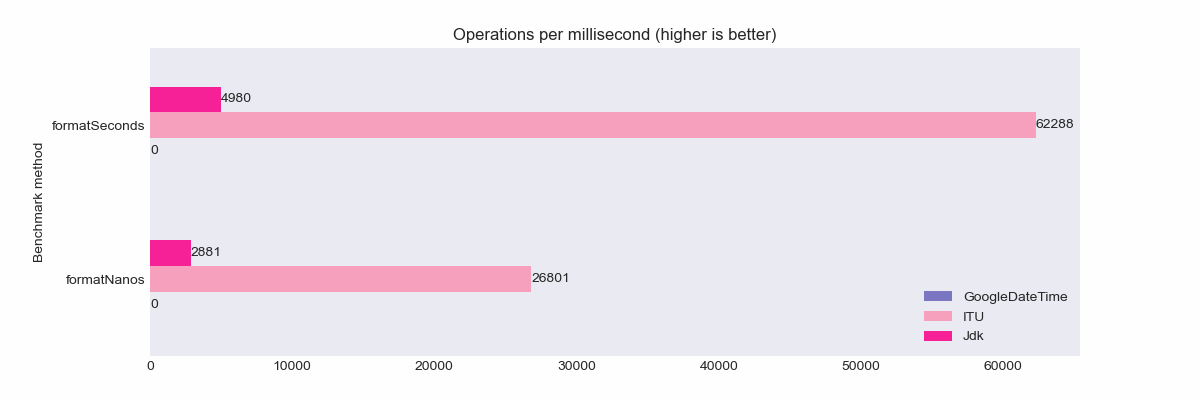 Operations per millisecond (higher is better)
Benchmark method
formatSeconds
4980
62288
0
formatNanos
2881
26801
0
GoogleDateTime
ITU
Jdk
0 10000 20000 30000 40000 50000 60000